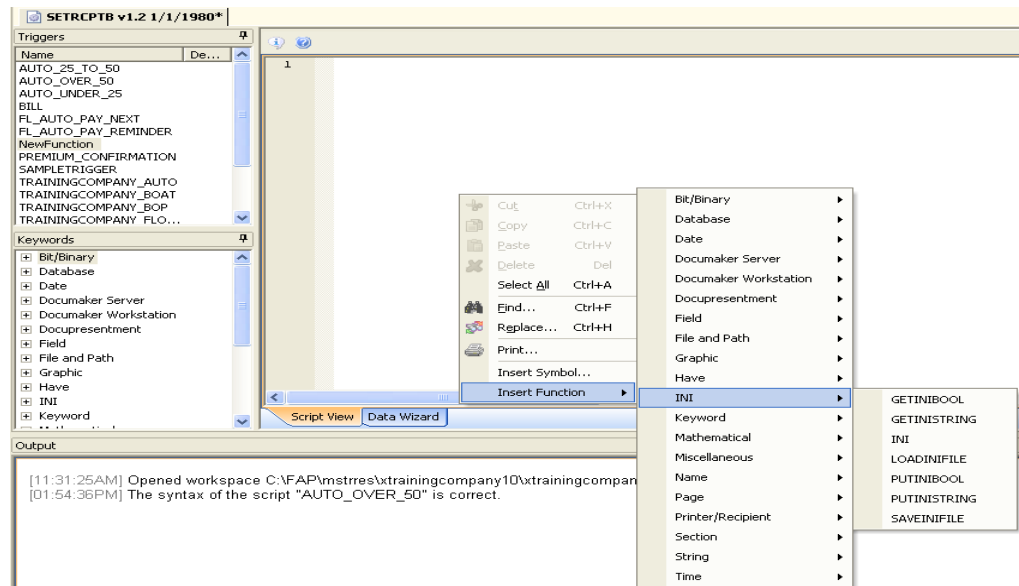 SETRCPTB v1.2 1/1/1980*
Triggers
Name De...
AUTO_25_TO_50
AUTO_OVER_50
AUTO_UNDER_25
BILL
FL_AUTO_PAY_NEXT
FL_AUTO_PAY_REMINDER
NewFunction
PREMIUM_CONFIRMATION
SAMPLETRIGGER
TRAININGCOMPANY_AUTO
TRAININGCOMPANY_BOAT
TRAININGCOMPANY_BOP
TRAININGCOMPANY_FLO...
Keywords
Bit/Binary
Database
Date
Documaker Server
Documaker Workstation
Docupresentment
Field
File and Path
Graphic
Have
INI
Keyword
1
Cut Ctrl+X
Copy Ctrl+C
Paste Ctrl+V
Delete Del
Select All Ctrl+A
Find... Ctrl+F
Replace... Ctrl+H
Print...
Insert Symbol...
Insert Function
Bit/Binary
Database
Date
Documaker Server
Documaker Workstation
Docupresentment
Field
File and Path
Graphic
Have
INI
Keyword
Mathematical
Miscellaneous
Name
Page
Printer/Recipient
Section
String
Time
GETINIBOOL
GETINISTRING
INI
LOADINIFILE
PUTINIBOOL
PUTINISTRING
SAVEINIFILE
Script View Data Wizard
Output
[11:31:25AM] Opened workspace C:\FAP\mstrres\xtrainingcompany10\xtrainingcompan
[01:54:36PM] The syntax of the script "AUTO_OVER_50" is correct.